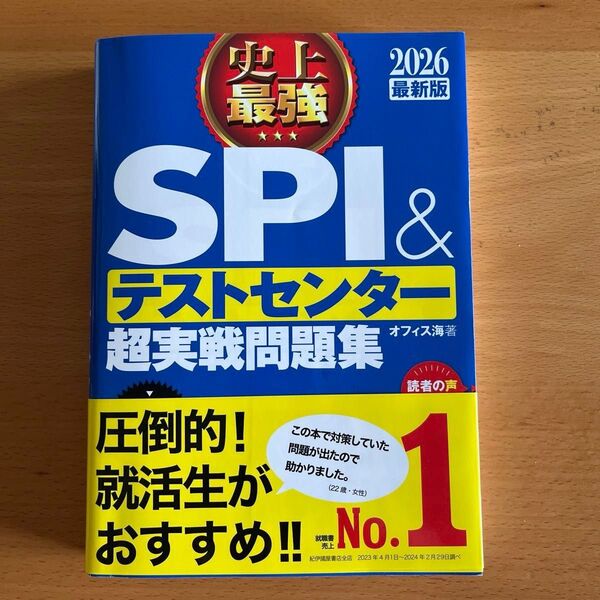 史上
最強
2026
最新版
SPI&
テストセンター
超実戦問題集
オフィス海著
読者の声
圧倒的!
就活生が
おすすめ!!
この本で対策していた
問題が出たので
助かりました。
(22歳・女性)
就職書
売上
No.1
紀伊國屋書店全店 2023年4月1日~2024年2月29日調べ